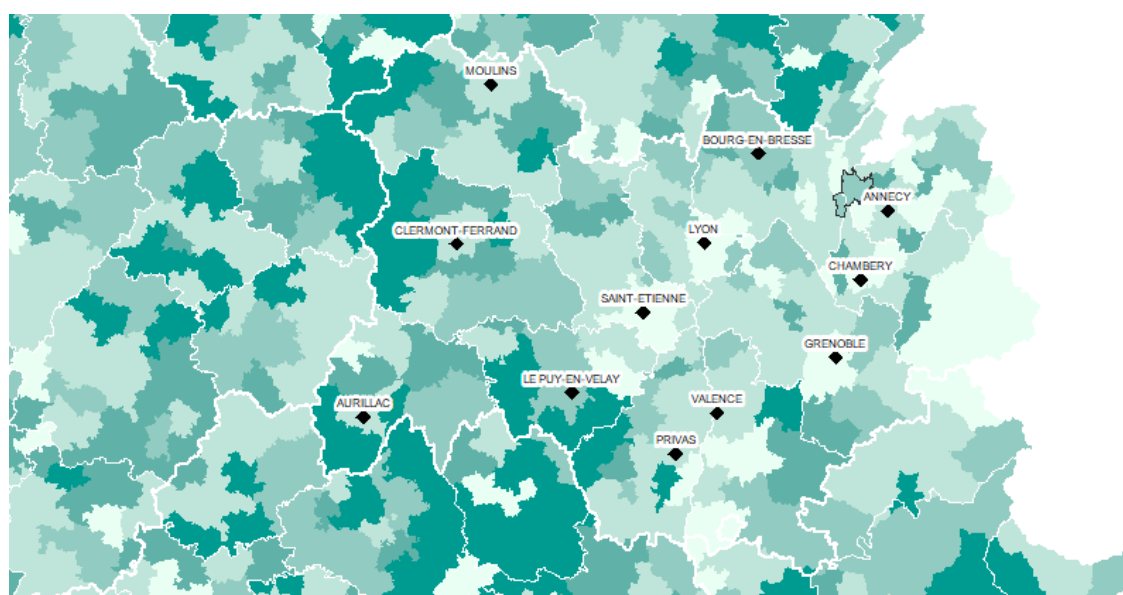 MOULINS
BOURG-EN-BRESSE
ANNECY
CLERMONT-FERRAND
LYON
CHAMBERY
SAINT-ETIENNE
GRENOBLE
LE PUY-EN-VELAY
AURILLAC
VALENCE
PRIVAS